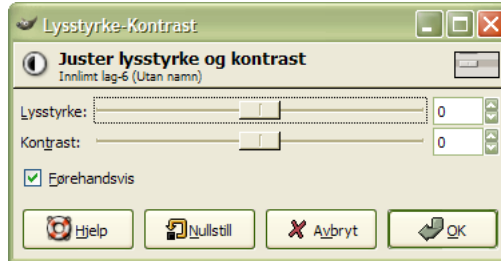 Lysstyrke-Kontrast
Juster lysstyrke og kontrast
Innlimt lag-6 (Utan namn)
Lysstyrke: 0
Kontrast: 0
Førehandsvis
Hjelp Nullstill Avbryt OK